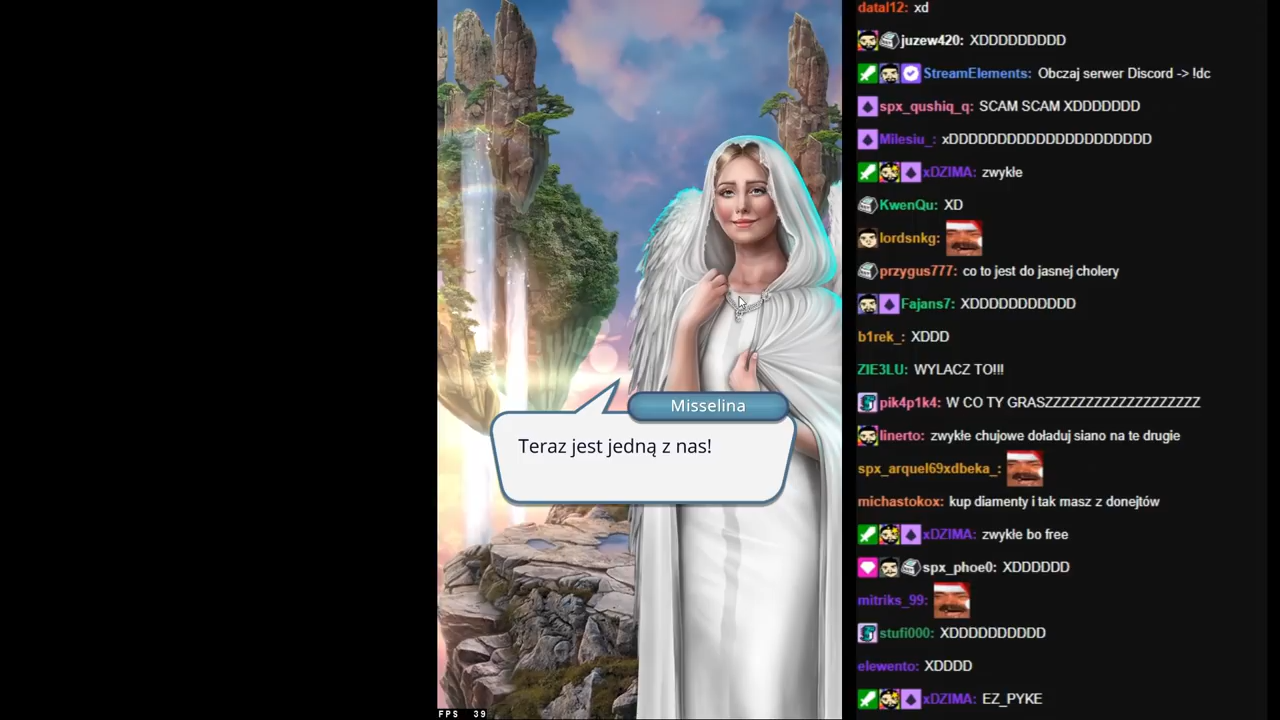 Misselina
Teraz jest jedną z nas!
FPS 39
datal12: xd
juzew420: XDDDDDDDDD
StreamElements: Obczaj serwer Discord -> !dc
spx_qushiq_q: SCAM SCAM XDDDDDDD
Milesiu_: xDDDDDDDDDDDDDDDDDDDDD
xDZIMA: zwykłe
KwenQu: XD
lordsnkg:
przygus777: co to jest do jasnej cholery
Fajans7: XDDDDDDDDDDD
b1rek_: XDDD
ZIE3LU: WYLACZ TO!!!
pik4p1k4: W CO TY GRASZZZZZZZZZZZZZZZZZZZ
linerto: zwykłe chujowe doładuj siano na te drugie
spx_arquel69xdbeka_:
michastokox: kup diamenty i tak masz z donejtów
xDZIMA: zwykłe bo free
spx_phoe0: XDDDDDD
mitriks_99:
stufi000: XDDDDDDDDDD
elewento: XDDDD
xDZIMA: EZ_PYKE